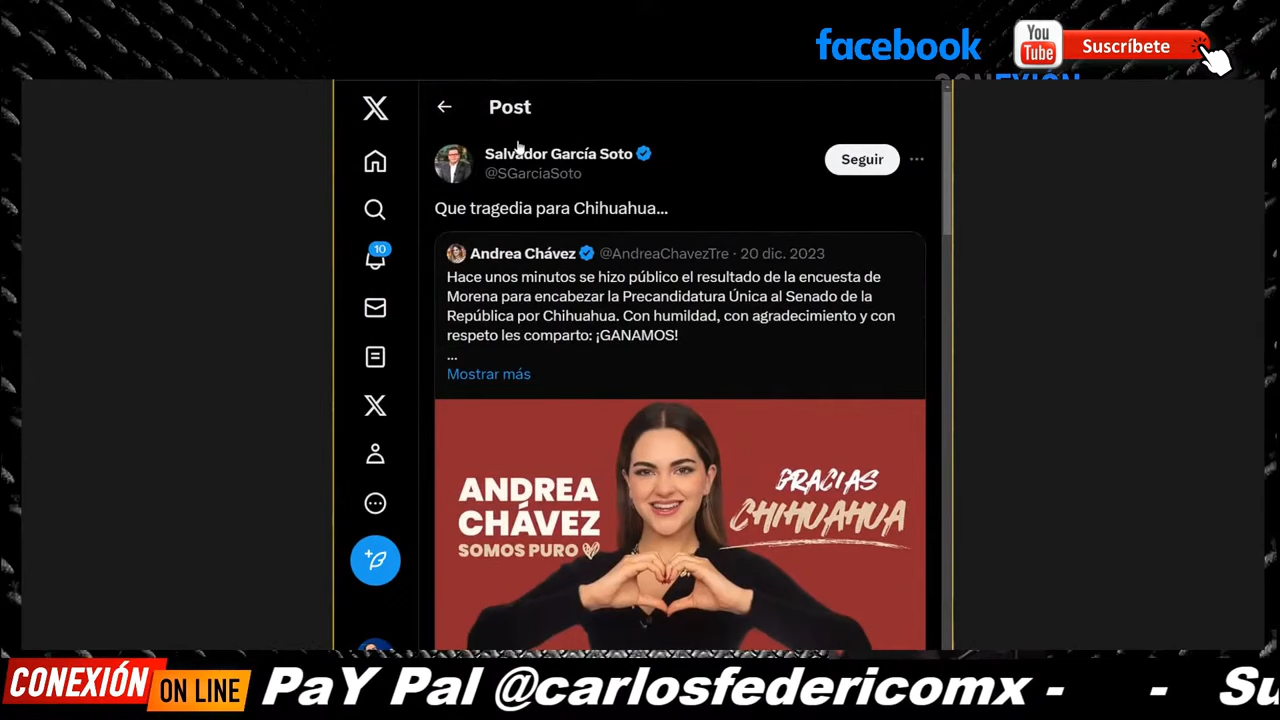 facebook
You
Tube
Suscríbete
CONEXIÓN
Post
Salvador García Soto
@SGarciaSoto
Seguir
Que tragedia para Chihuahua...
10
Andrea Chávez @AndreaChavezTre · 20 dic. 2023
Hace unos minutos se hizo público el resultado de la encuesta de
Morena para encabezar la Precandidatura Única al Senado de la
República por Chihuahua. Con humildad, con agradecimiento y con
respeto les comparto: ¡GANAMOS!
...
Mostrar más
ANDREA
CHÁVEZ
SOMOS PURO
GRACIAS
CHIHUAHUA
CONEXIÓN
ON LINE
PaY Pal @carlosfedericomx - - Su